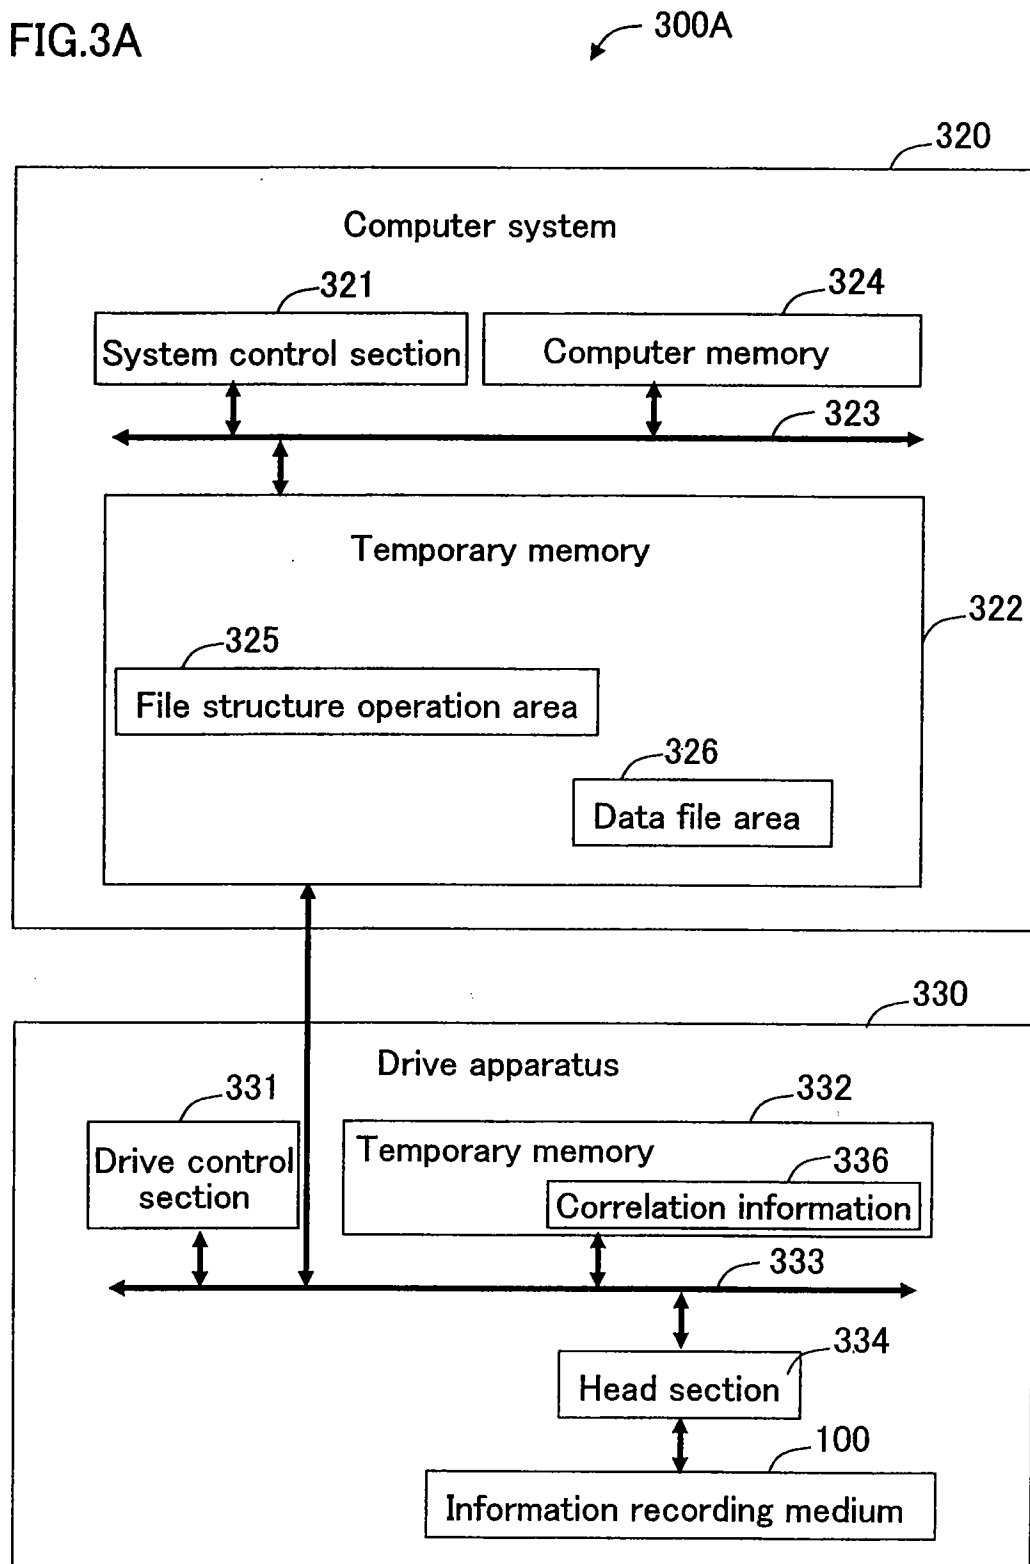 FIG.3A
300A
320
Computer system
321
324
System control section
Computer memory
323
Temporary memory
322
325
File structure operation area
326
Data file area
330
Drive apparatus
331
332
Drive control
section
Temporary memory
336
Correlation information
333
334
Head section
100
Information recording medium